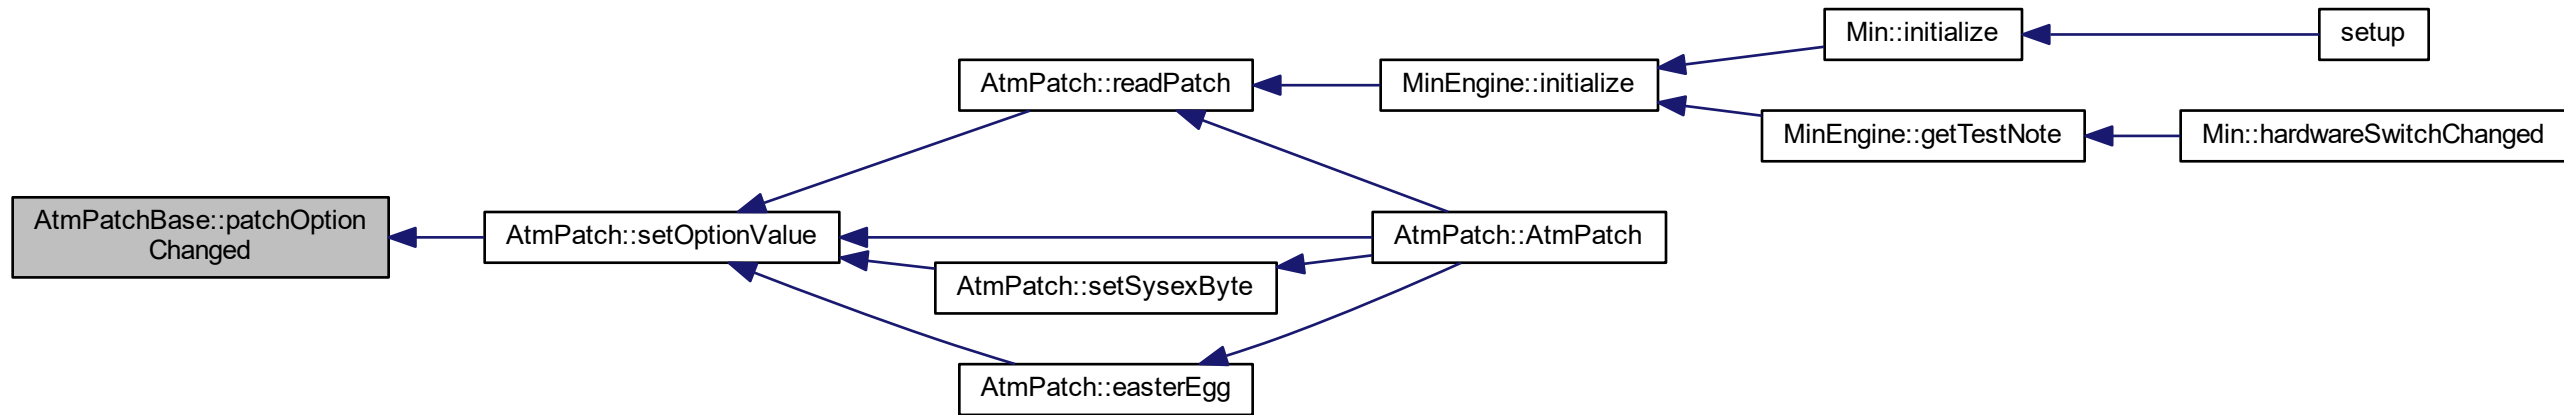 Min::initialize
setup
AtmPatch::readPatch
MinEngine::initialize
MinEngine::getTestNote
Min::hardwareSwitchChanged
AtmPatchBase::patchOption
Changed
AtmPatch::setOptionValue
AtmPatch::AtmPatch
AtmPatch::setSysexByte
AtmPatch::easterEgg